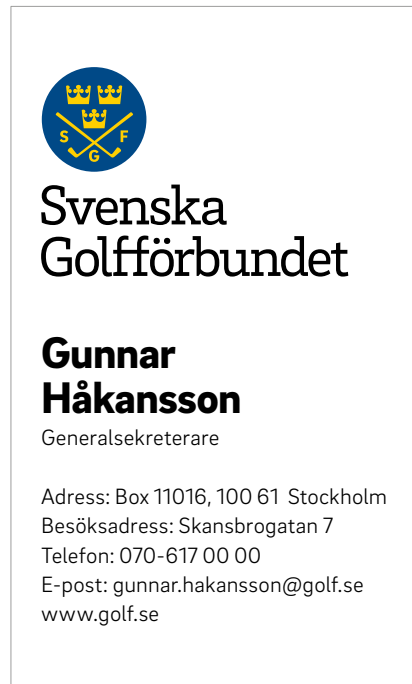 S F
G
Svenska
Golfförbundet
Gunnar
Håkansson
Generalsekreterare
Adress: Box 11016, 100 61 Stockholm
Besöksadress: Skansbrogatan 7
Telefon: 070-617 00 00
E-post: gunnar.hakansson@golf.se
www.golf.se